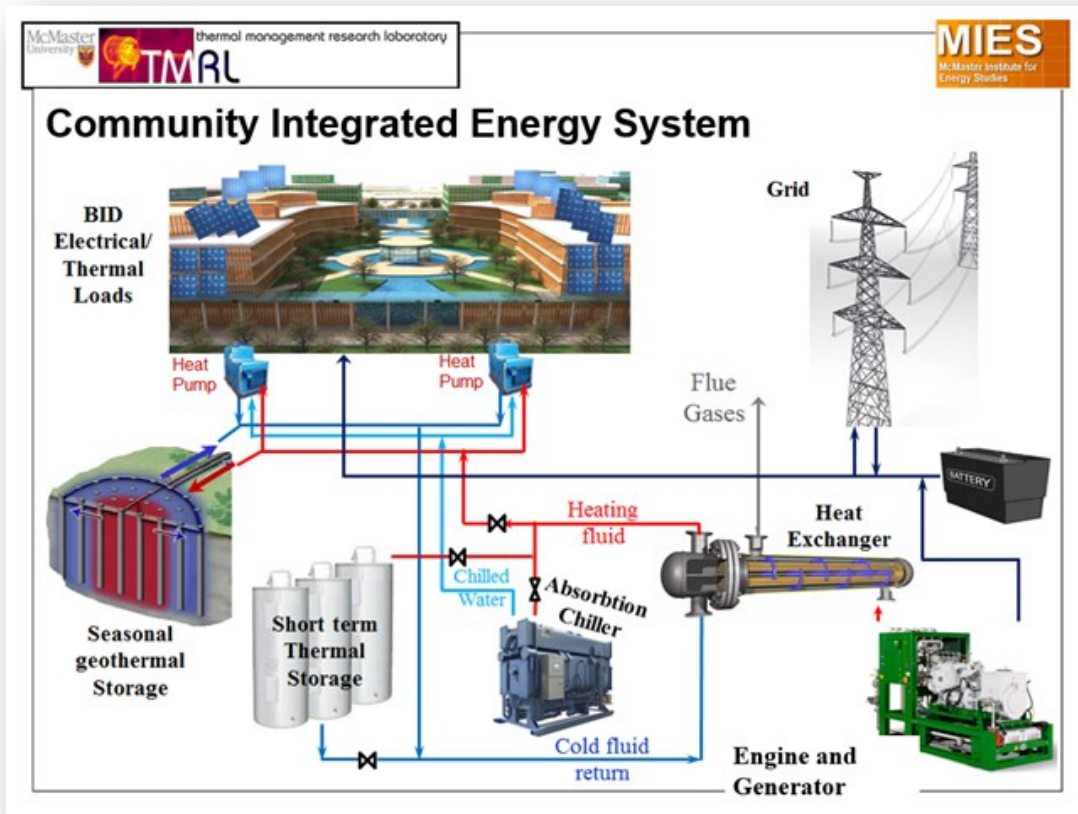 McMaster
University
thermal management research laboratory
TMRL
MIES
McMaster Institute for
Energy Studies
Community Integrated Energy System
BID
Electrical/
Thermal
Loads
Grid
Heat
Pump
Heat
Pump
Flue
Gases
BATTERY
Heating
fluid
Heat
Exchanger
Chilled
Water
Absorbtion
Chiller
Short term
Thermal
Storage
Seasonal
geothermal
Storage
Cold fluid
return
Engine and
Generator